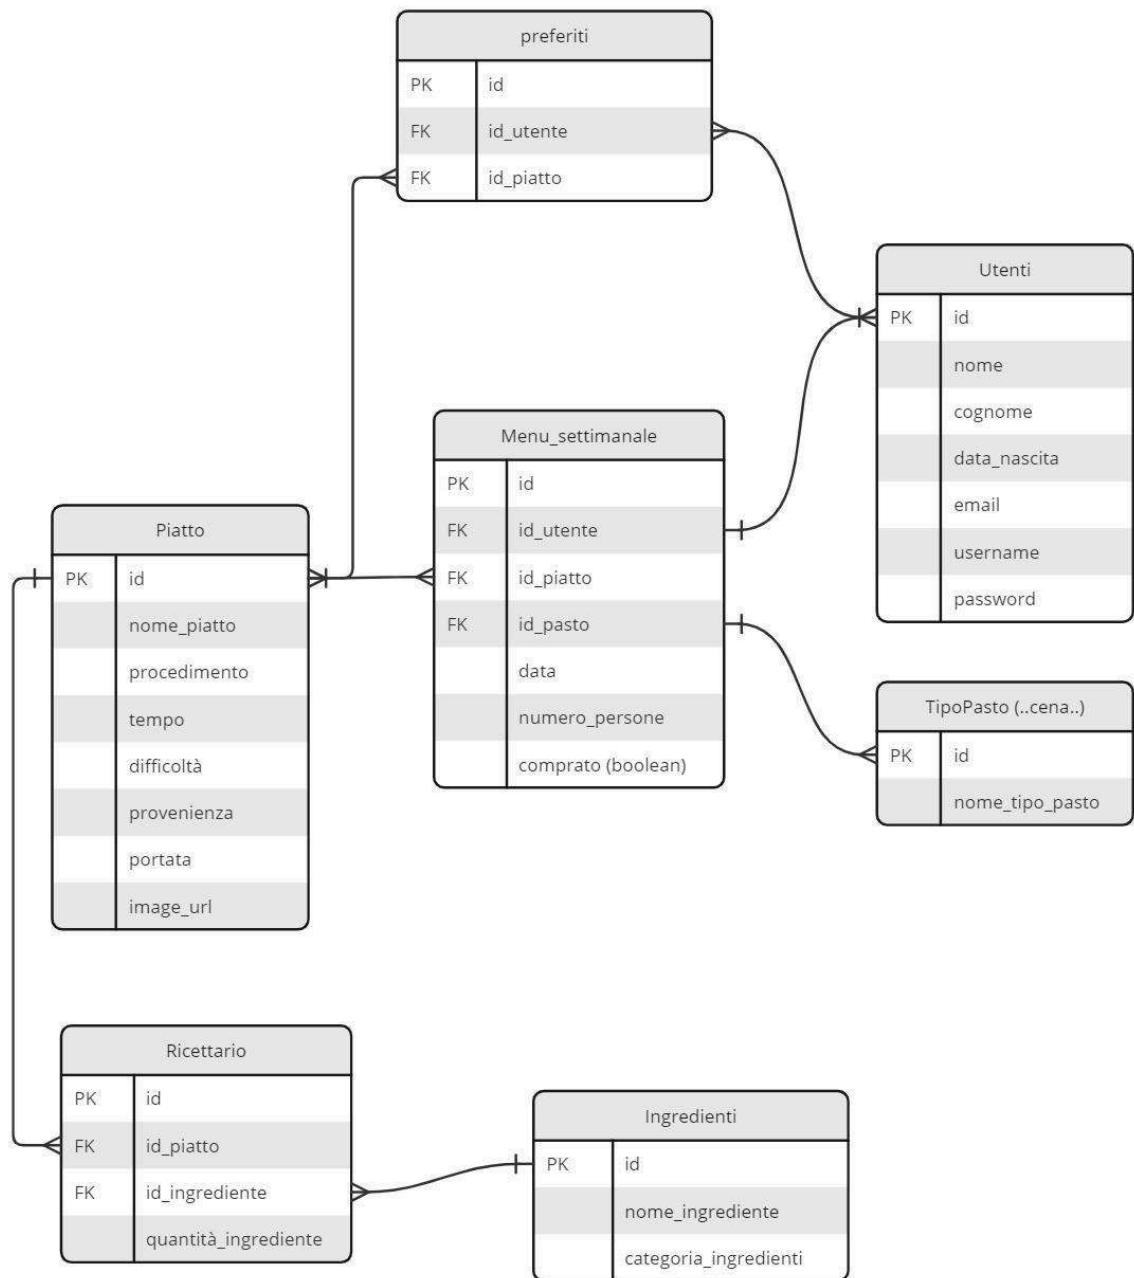 preferiti
PK id
FK id_utente
FK id_piatto
Utenti
PK id
nome
cognome
data_nascita
email
username
password
Menu_settimanale
PK id
FK id_utente
FK id_piatto
FK id_pasto
data
numero_persone
comprato (boolean)
Piatto
PK id
nome_piatto
procedimento
tempo
difficoltà
provenienza
portata
image_url
TipoPasto (..cena..)
PK id
nome_tipo_pasto
Ricettario
PK id
FK id_piatto
FK id_ingrediente
quantità_ingrediente
Ingredienti
PK id
nome_ingrediente
categoria_ingredienti